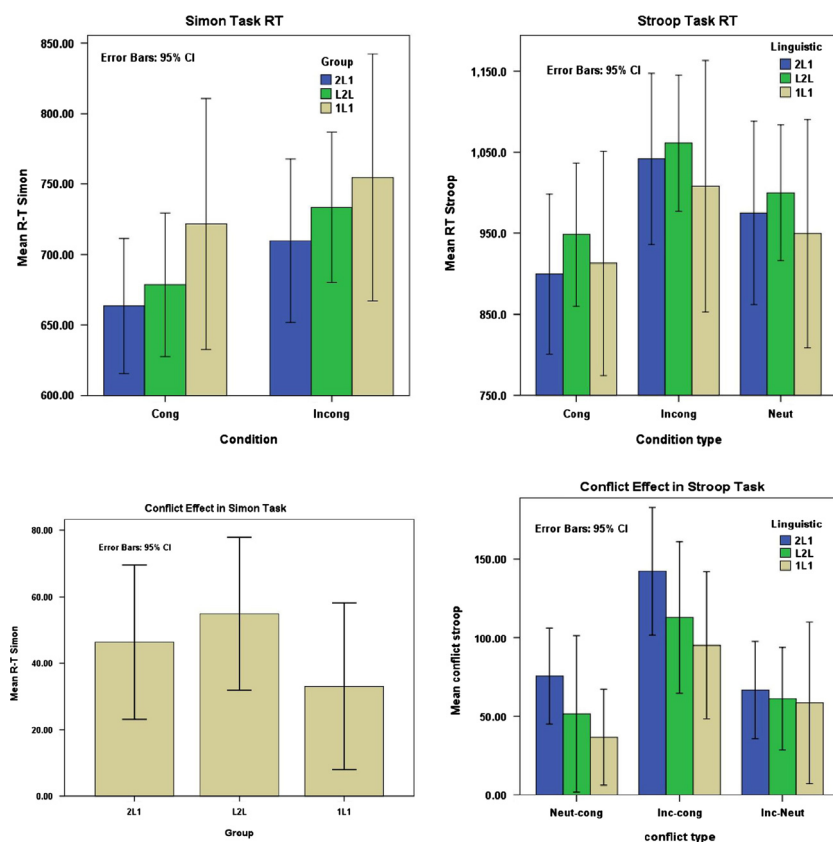 Simon Task RT
Error Bars: 95% CI
Group
2L1
L2L
1L1
Mean R-T Simon
850.00
800.00
750.00
700.00
650.00
600.00
Cong
Incong
Condition
Stroop Task RT
Error Bars: 95% CI
Linguistic
2L1
L2L
1L1
Mean RT Stroop
1,150.0
1,050.0
950.0
850.0
750.0
Cong
Incong
Neut
Condition type
Conflict Effect in Simon Task
Error Bars: 95% CI
Mean R-T Simon
80.00
60.00
40.00
20.00
0.00
2L1
L2L
1L1
Group
Conflict Effect in Stroop Task
Error Bars: 95% CI
Linguistic
2L1
L2L
1L1
Mean conflict stroop
150.00
100.00
50.00
0.00
Neut-cong
Inc-cong
Inc-Neut
conflict type